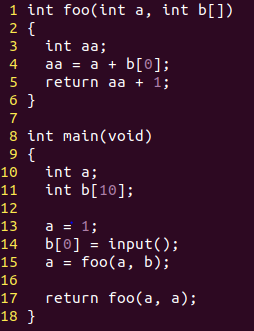 1 int foo(int a, int b[])
2 {
3   int aa;
4   aa = a + b[0];
5   return aa + 1;
6 }
7
8 int main(void)
9 {
10   int a;
11   int b[10];
12
13   a = 1;
14   b[0] = input();
15   a = foo(a, b);
16
17   return foo(a, a);
18 }